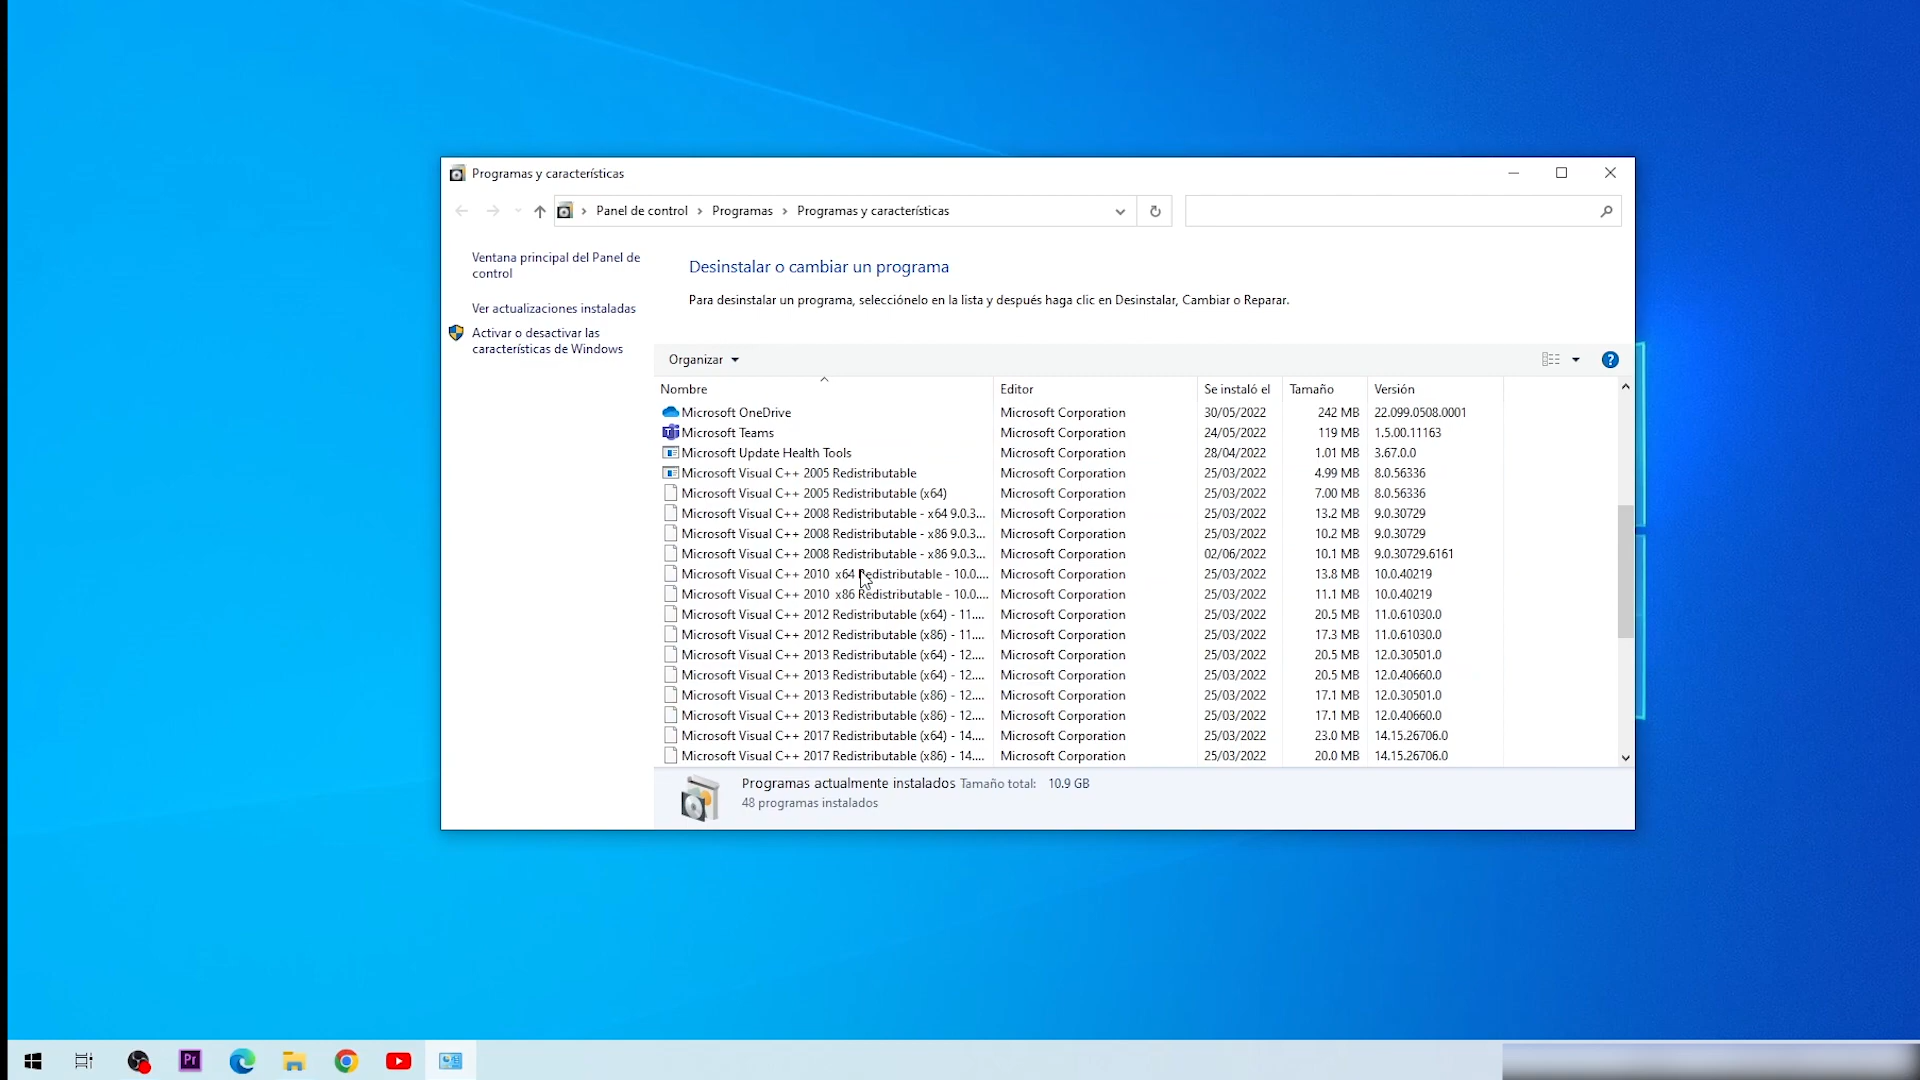 Programas y características
Panel de control > Programas > Programas y características
Ventana principal del Panel de
control
Ver actualizaciones instaladas
Activar o desactivar las
características de Windows
Desinstalar o cambiar un programa
Para desinstalar un programa, selecciónelo en la lista y después haga clic en Desinstalar, Cambiar o Reparar.
Organizar
Nombre Editor Se instaló el Tamaño Versión
Microsoft OneDrive Microsoft Corporation 30/05/2022 242 MB 22.099.0508.0001
Microsoft Teams Microsoft Corporation 24/05/2022 119 MB 1.5.00.11163
Microsoft Update Health Tools Microsoft Corporation 28/04/2022 1.01 MB 3.67.0.0
Microsoft Visual C++ 2005 Redistributable Microsoft Corporation 25/03/2022 4.99 MB 8.0.56336
Microsoft Visual C++ 2005 Redistributable (x64) Microsoft Corporation 25/03/2022 7.00 MB 8.0.56336
Microsoft Visual C++ 2008 Redistributable - x64 9.0.3... Microsoft Corporation 25/03/2022 13.2 MB 9.0.30729
Microsoft Visual C++ 2008 Redistributable - x86 9.0.3... Microsoft Corporation 25/03/2022 10.2 MB 9.0.30729
Microsoft Visual C++ 2008 Redistributable - x86 9.0.3... Microsoft Corporation 02/06/2022 10.1 MB 9.0.30729.6161
Microsoft Visual C++ 2010 x64 Redistributable - 10.0.... Microsoft Corporation 25/03/2022 13.8 MB 10.0.40219
Microsoft Visual C++ 2010 x86 Redistributable - 10.0.... Microsoft Corporation 25/03/2022 11.1 MB 10.0.40219
Microsoft Visual C++ 2012 Redistributable (x64) - 11.... Microsoft Corporation 25/03/2022 20.5 MB 11.0.61030.0
Microsoft Visual C++ 2012 Redistributable (x86) - 11.... Microsoft Corporation 25/03/2022 17.3 MB 11.0.61030.0
Microsoft Visual C++ 2013 Redistributable (x64) - 12.... Microsoft Corporation 25/03/2022 20.5 MB 12.0.30501.0
Microsoft Visual C++ 2013 Redistributable (x64) - 12.... Microsoft Corporation 25/03/2022 20.5 MB 12.0.40660.0
Microsoft Visual C++ 2013 Redistributable (x86) - 12.... Microsoft Corporation 25/03/2022 17.1 MB 12.0.30501.0
Microsoft Visual C++ 2013 Redistributable (x86) - 12.... Microsoft Corporation 25/03/2022 17.1 MB 12.0.40660.0
Microsoft Visual C++ 2017 Redistributable (x64) - 14.... Microsoft Corporation 25/03/2022 23.0 MB 14.15.26706.0
Microsoft Visual C++ 2017 Redistributable (x86) - 14.... Microsoft Corporation 25/03/2022 20.0 MB 14.15.26706.0
Programas actualmente instalados Tamaño total: 10.9 GB
48 programas instalados
Pr